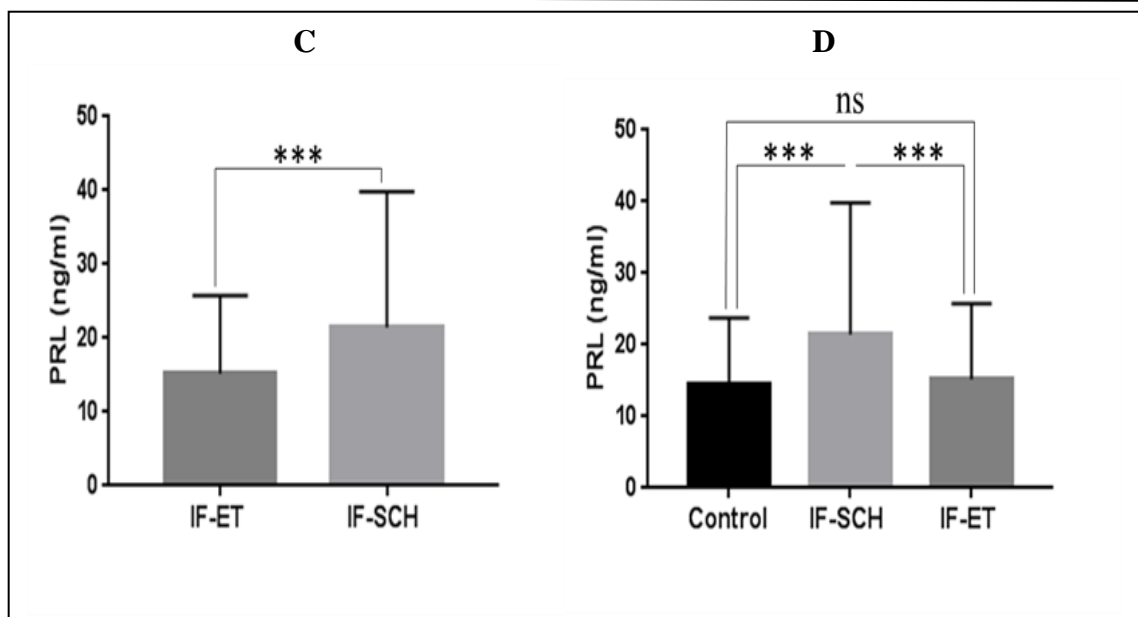 C
50
40
30
20
10
0
PRL (ng/ml)
***
IF-ET
IF-SCH
D
50
40
30
20
10
0
PRL (ng/ml)
ns
***
***
Control
IF-SCH
IF-ET